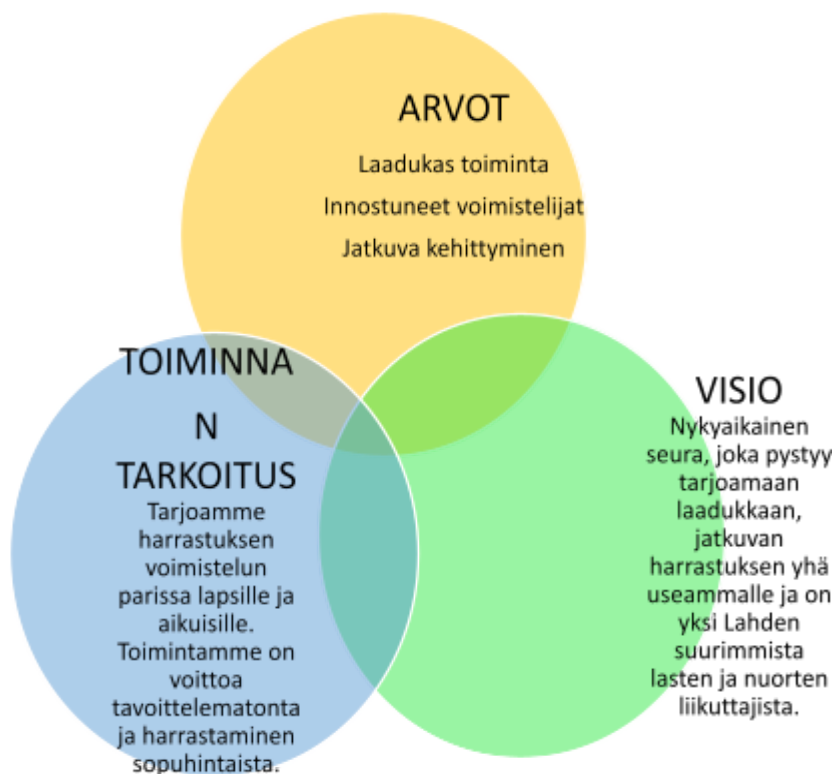 ARVOT
Laadukas toiminta
Innostuneet voimistelijat
Jatkuva kehittyminen
TOIMINNA
N
TARKOITUS
Tarjoamme
harrastuksen
voimistelun
parissa lapsille ja
aikuisille.
Toimintamme on
voittoa
tavoittelematonta
ja harrastaminen
sopuhintaista.
VISIO
Nykyaikainen
seura, joka pystyy
tarjoamaan
laadukkaan,
jatkuvan
harrastuksen yhä
useammalle ja on
yksi Lahden
suurimmista
lasten ja nuorten
liikuttajista.